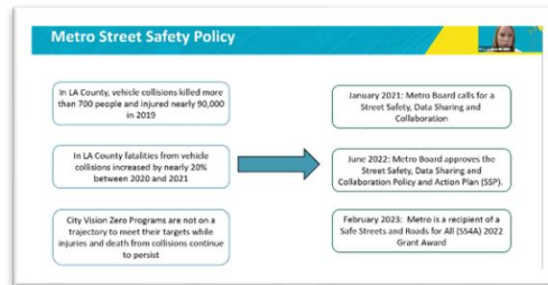 Metro Street Safety Policy
In LA County, vehicle collisions killed more
than 700 people and injured nearly 90,000
in 2019
In LA County fatalities from vehicle
collisions increased by nearly 20%
between 2020 and 2021
City Vision Zero Programs are not on a
trajectory to meet their targets while
injuries and death from collisions continue
to persist
January 2021: Metro Board calls for a
Street Safety, Data Sharing and
Collaboration
June 2022: Metro Board approves the
Street Safety, Data Sharing and
Collaboration Policy and Action Plan (SSP).
February 2023: Metro is a recipient of a
Safe Streets and Roads for All (SS4A) 2022
Grant Award